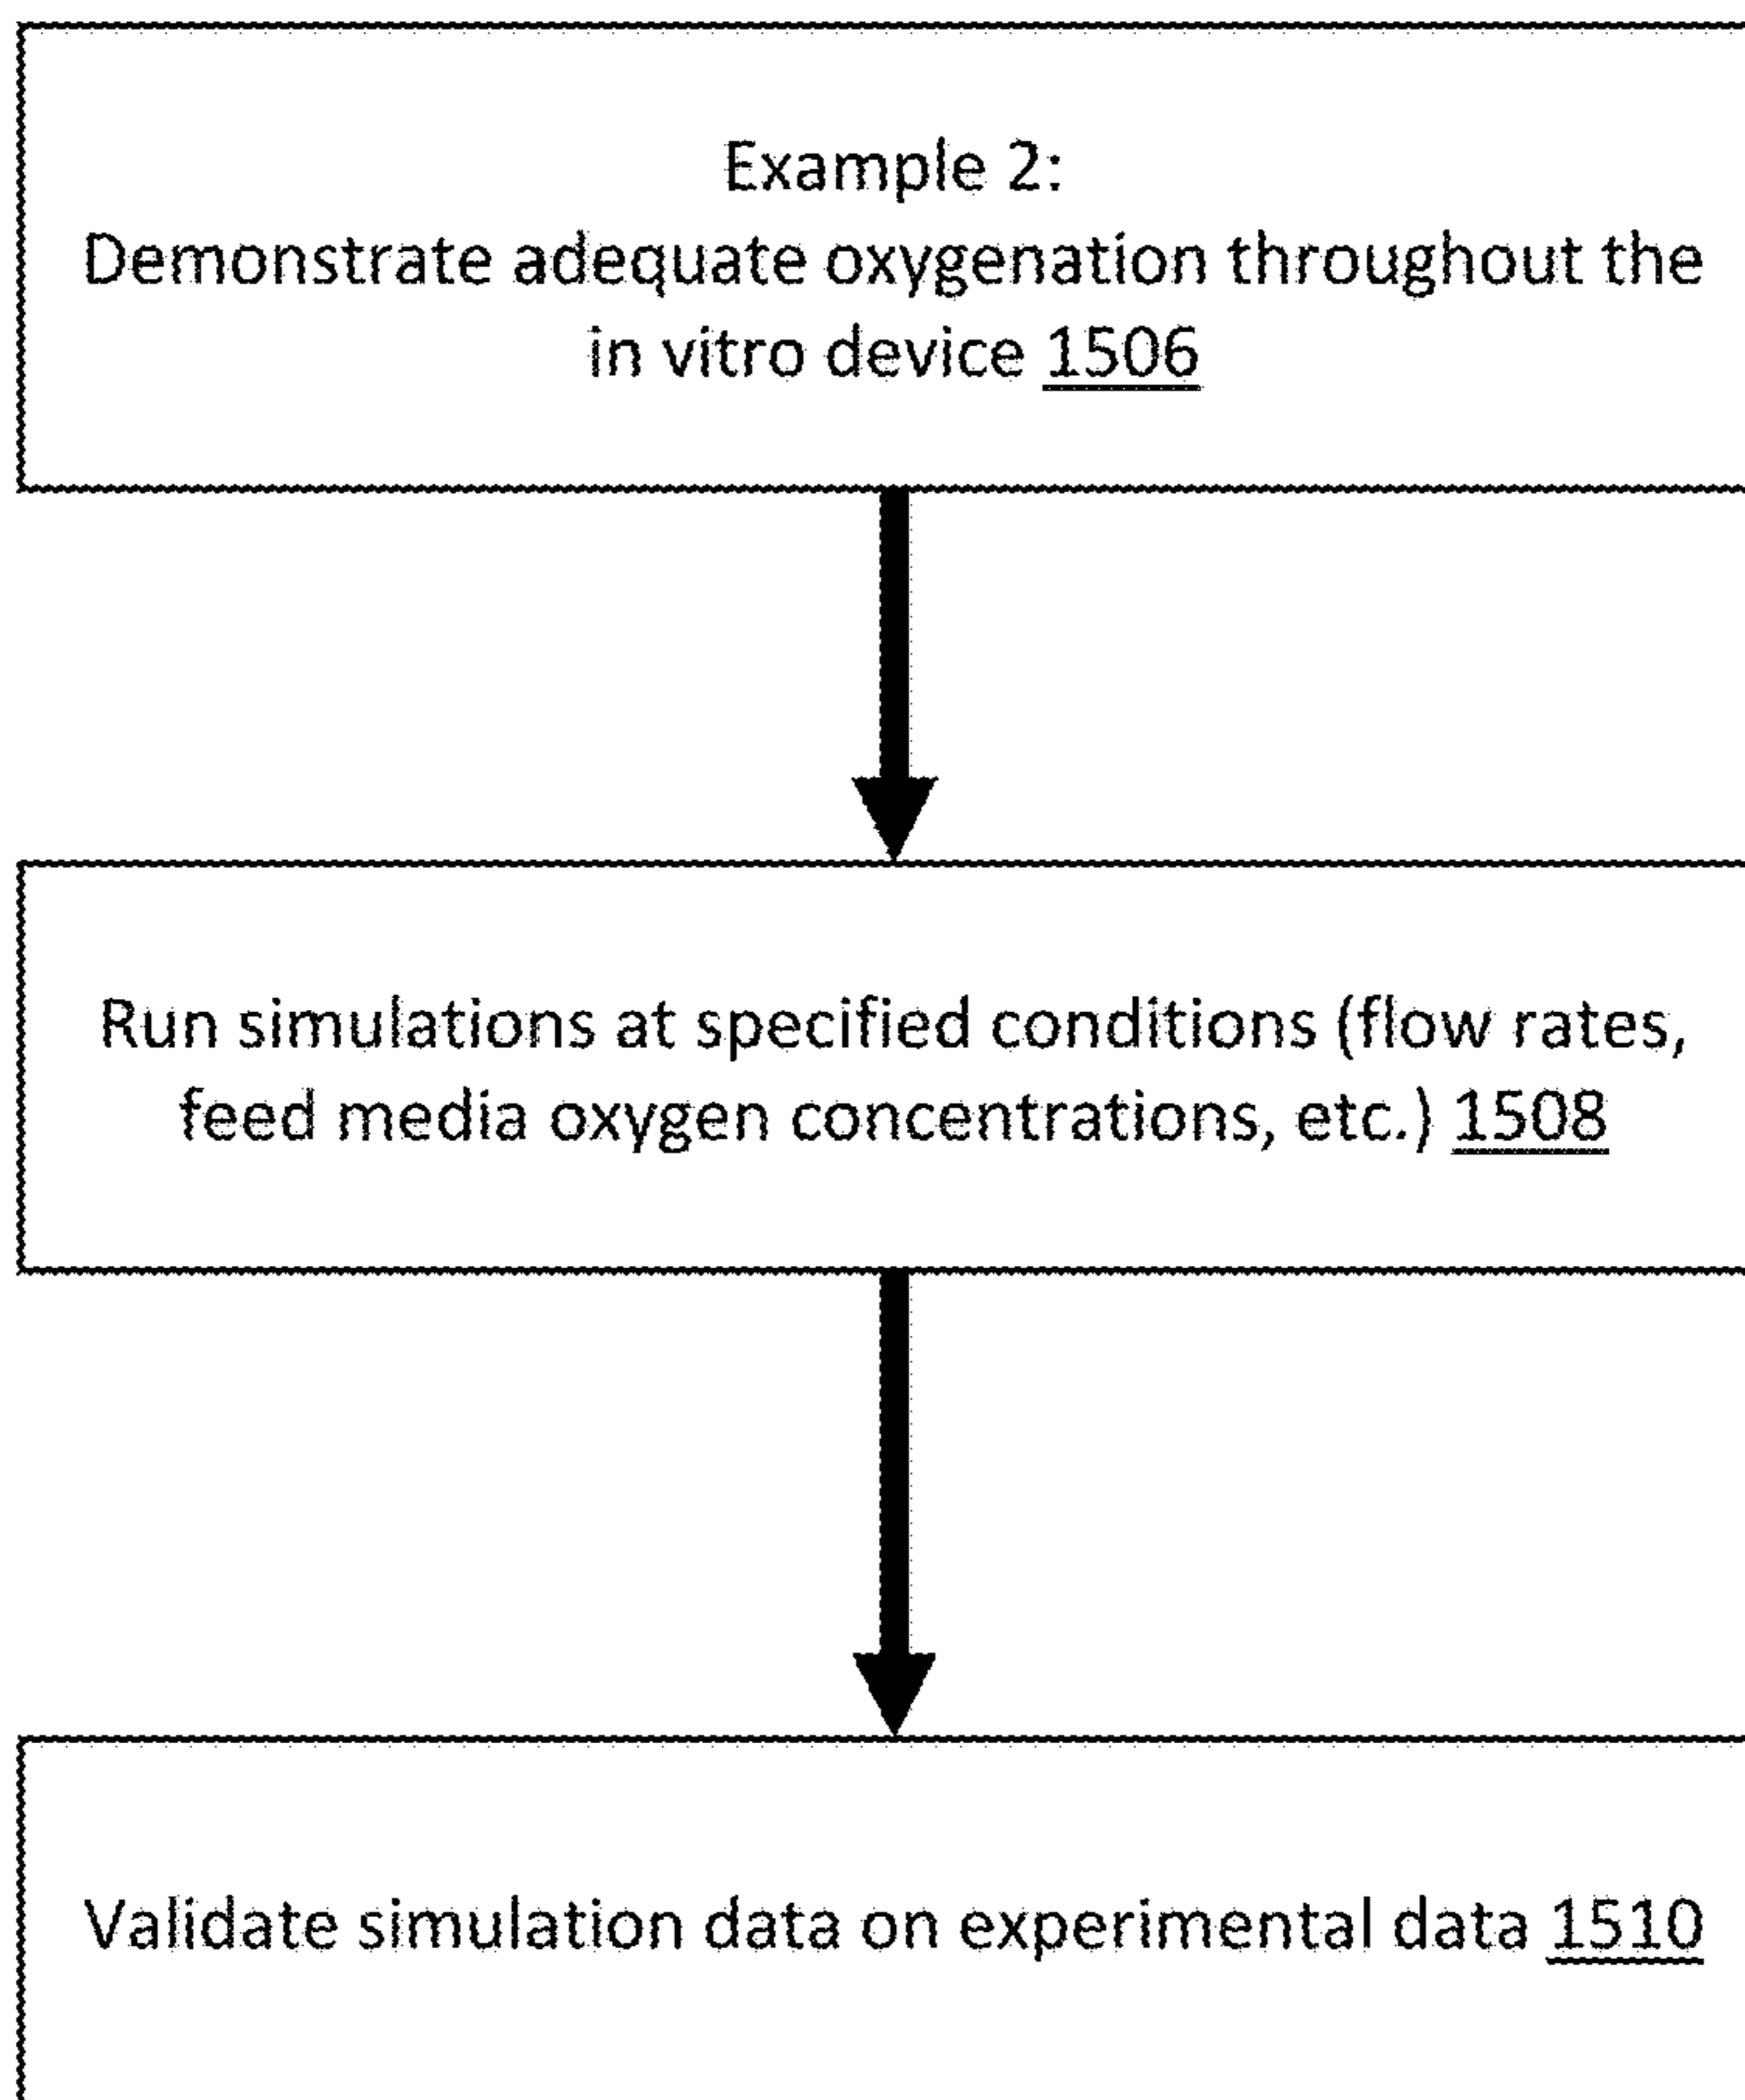 Example 2:
Demonstrate adequate oxygenation throughout the
in vitro device 1506
Run simulations at specified conditions (flow rates,
feed media oxygen concentrations, etc.) 1508
Validate simulation data on experimental data 1510